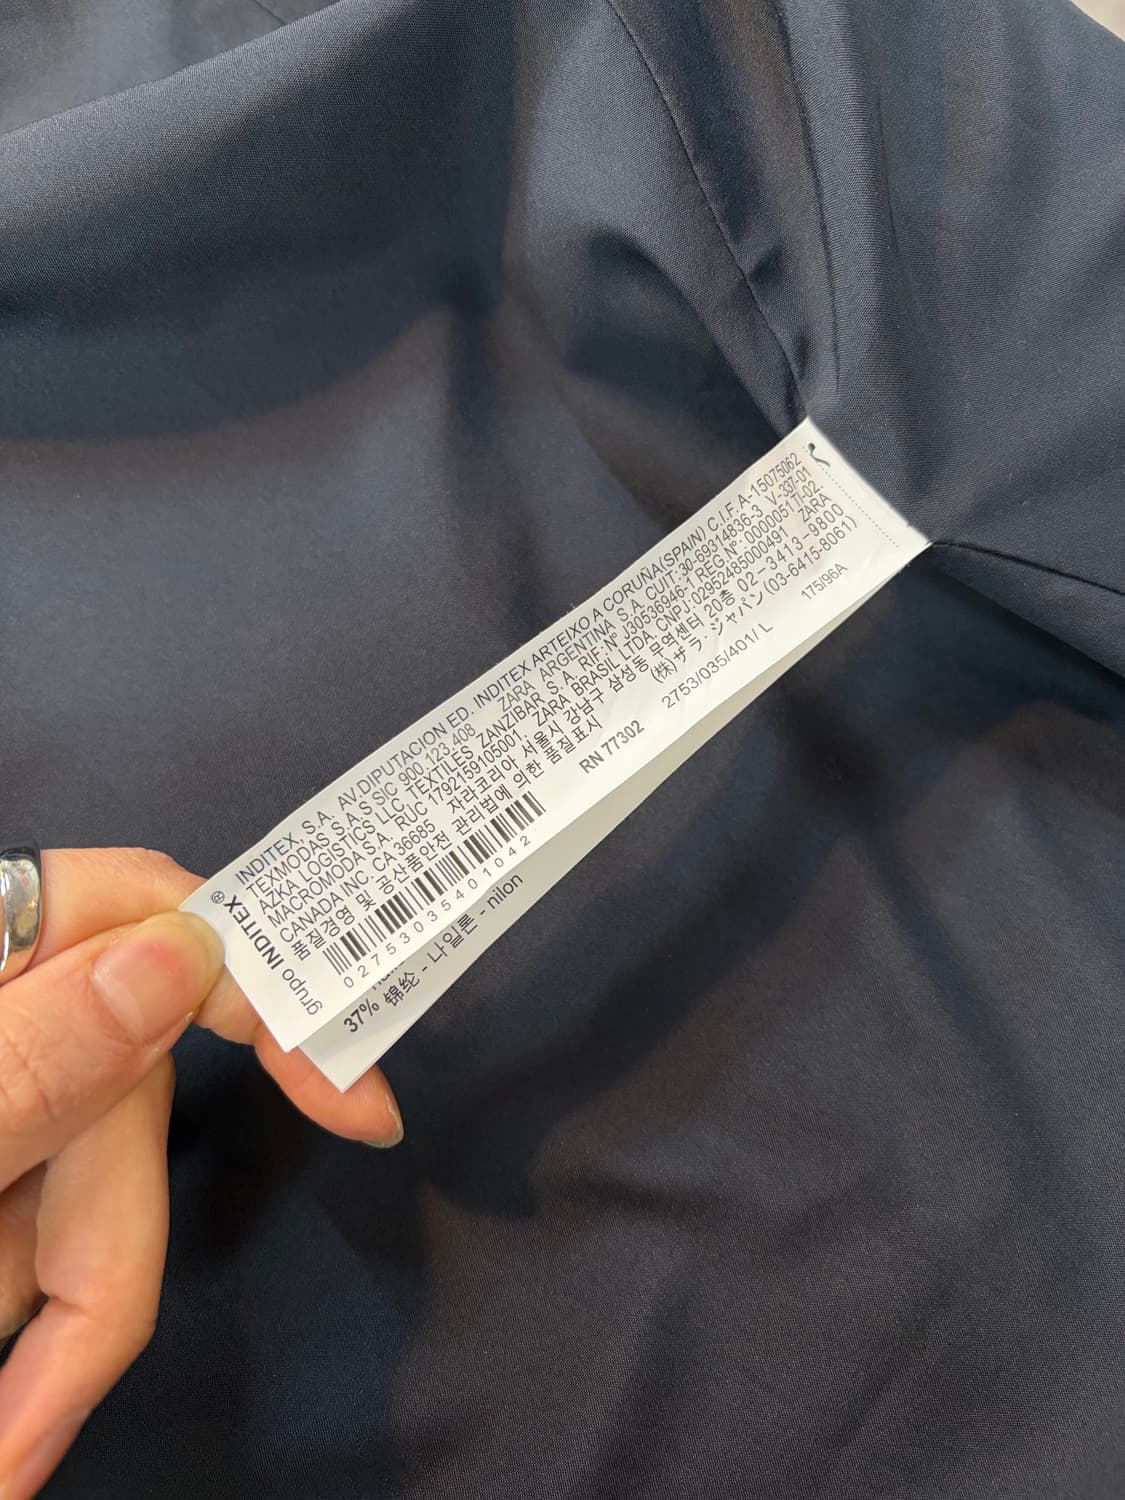 grupo INDITEX ®
INDITEX, S.A. AV.DIPUTACION ED. INDITEX ARTEIXO A CORUÑA(SPAIN) C.I.F.A-15075062
TEXMODAS S.A.S SIC 900.123.408 ZARA ARGENTINA S.A. CUIT:30-69314836-3 V-337-01
AZKA LOGISTICS LLC TEXTILES ZANZIBAR S.A. RIF:Nº J30536946-1 REG.Nº 0000051TI-02
MACROMODA S.A. RUC 1792159105001, ZARA BRASIL LTDA. CNPJ:02952485000491 ZARA
CANADA INC. CA 36685 자라코리아 서울시 강남구 삼성동 무역센터 20층 02-3413-9800
품질경영 및 공산품안전 관리법에 의한 품질표시 (株)ザラ・ジャパン(03-6415-8061)
175/96A
RN 77302 2753/035/401/ L
02753035401042
37% 锦纶 - 나일론 - nilon